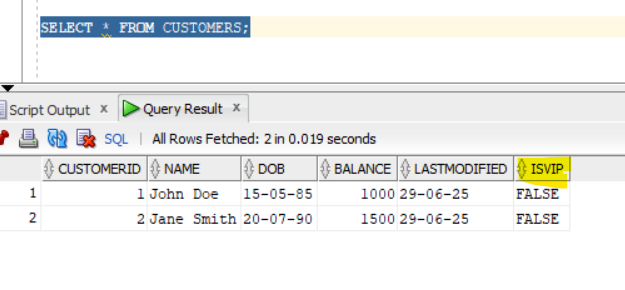 SELECT * FROM CUSTOMERS;
Script Output x Query Result x
SQL | All Rows Fetched: 2 in 0.019 seconds
CUSTOMERID NAME DOB BALANCE LASTMODIFIED ISVIP
1 1 John Doe 15-05-85 1000 29-06-25 FALSE
2 2 Jane Smith 20-07-90 1500 29-06-25 FALSE